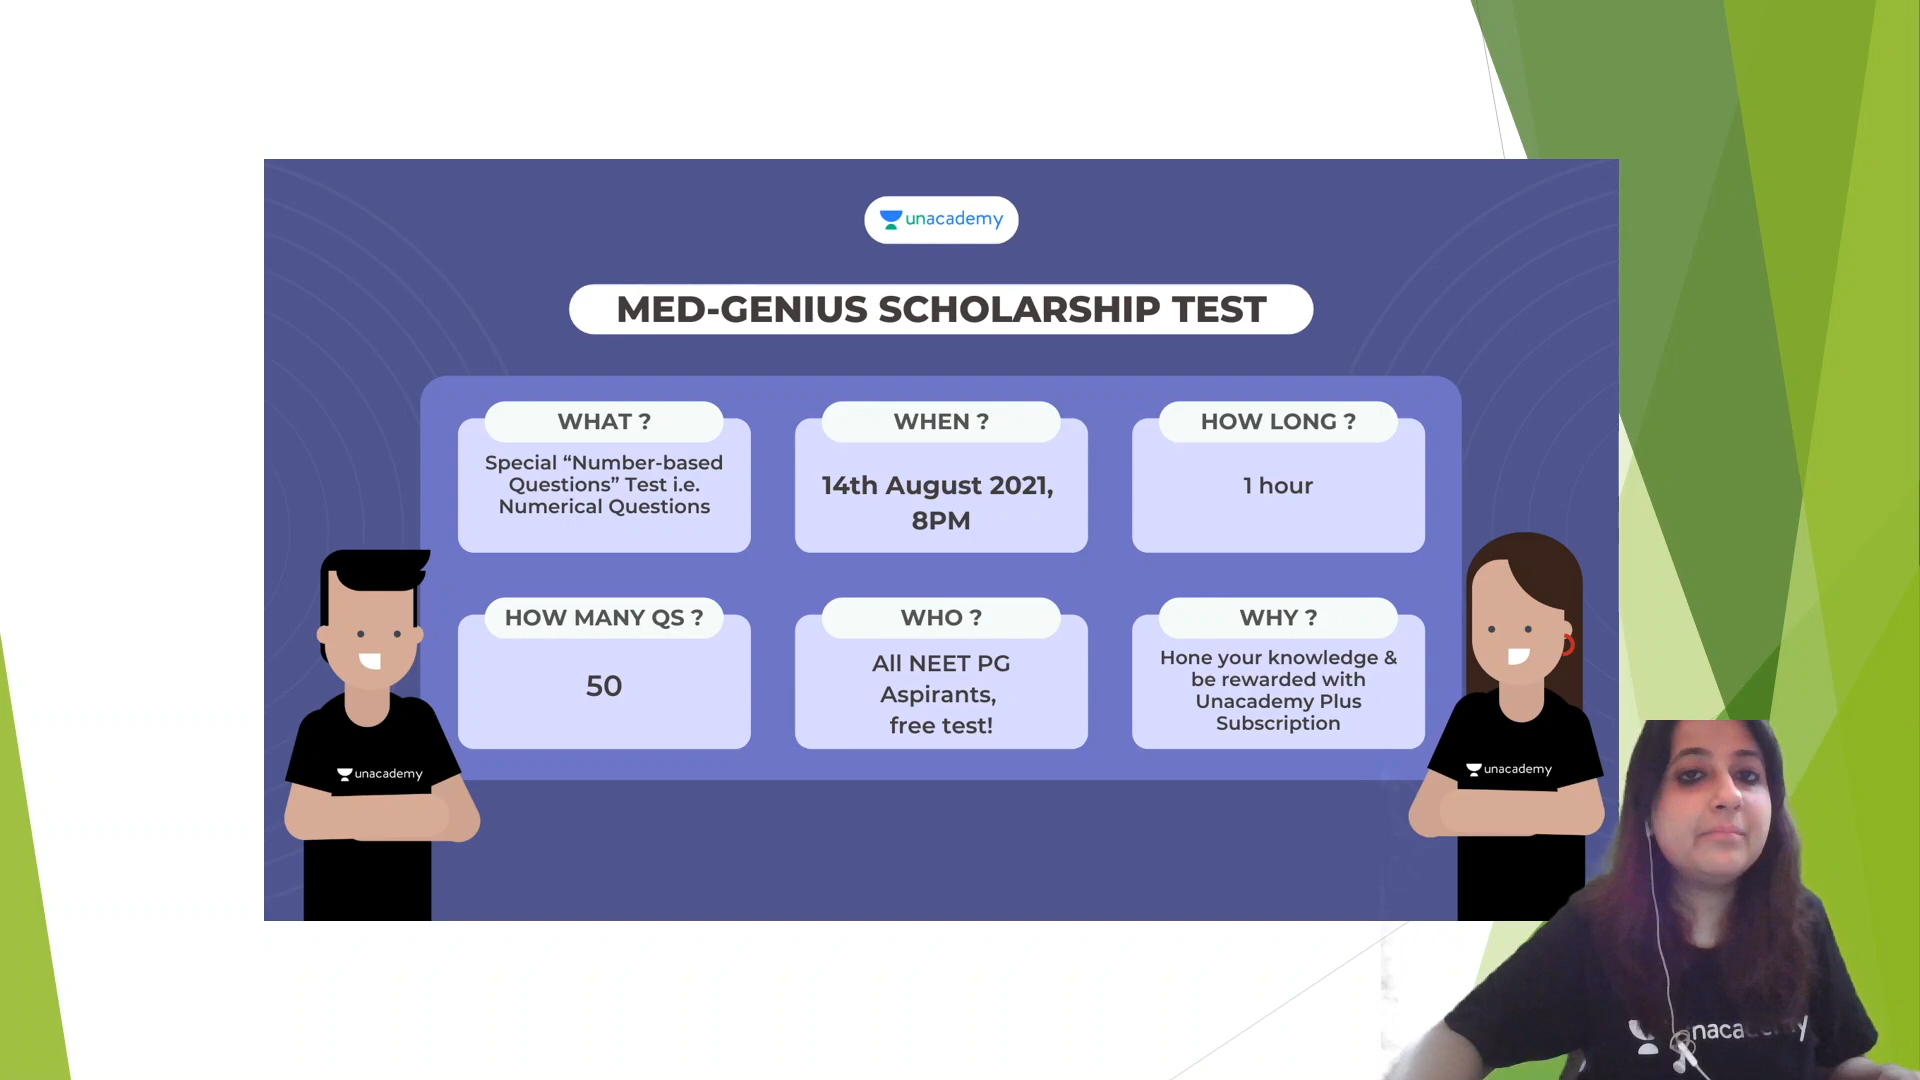 unacademy
MED-GENIUS SCHOLARSHIP TEST
WHAT ?
Special “Number-based
Questions” Test i.e.
Numerical Questions
WHEN ?
14th August 2021,
8PM
HOW LONG ?
1 hour
HOW MANY QS ?
50
WHO ?
All NEET PG
Aspirants,
free test!
WHY ?
Hone your knowledge &
be rewarded with
Unacademy Plus
Subscription
unacademy
unacademy